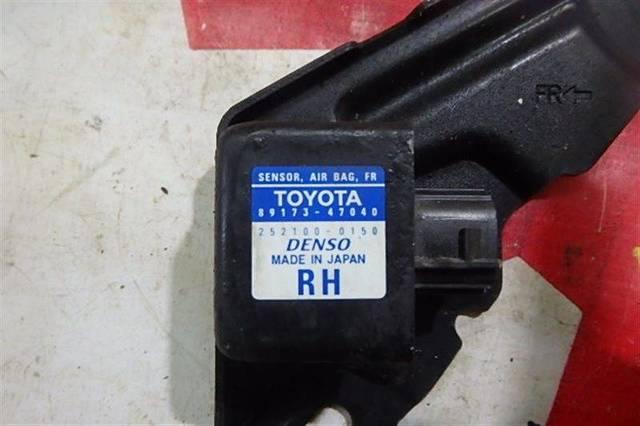 SENSOR, AIR BAG, FR
TOYOTA
89173-47040
252100-0150
DENSO
MADE IN JAPAN
RH
FR←